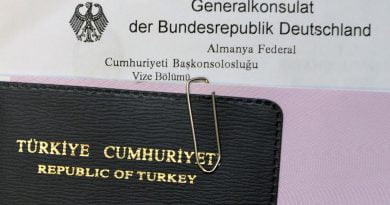 Generalkonsulat
der Bundesrepublik Deutschland
Almanya Federal
Cumhuriyeti Başkonsolosluğu
Vize Bölümü
TÜRKİYE CUMHURİYETİ
REPUBLIC OF TURKEY